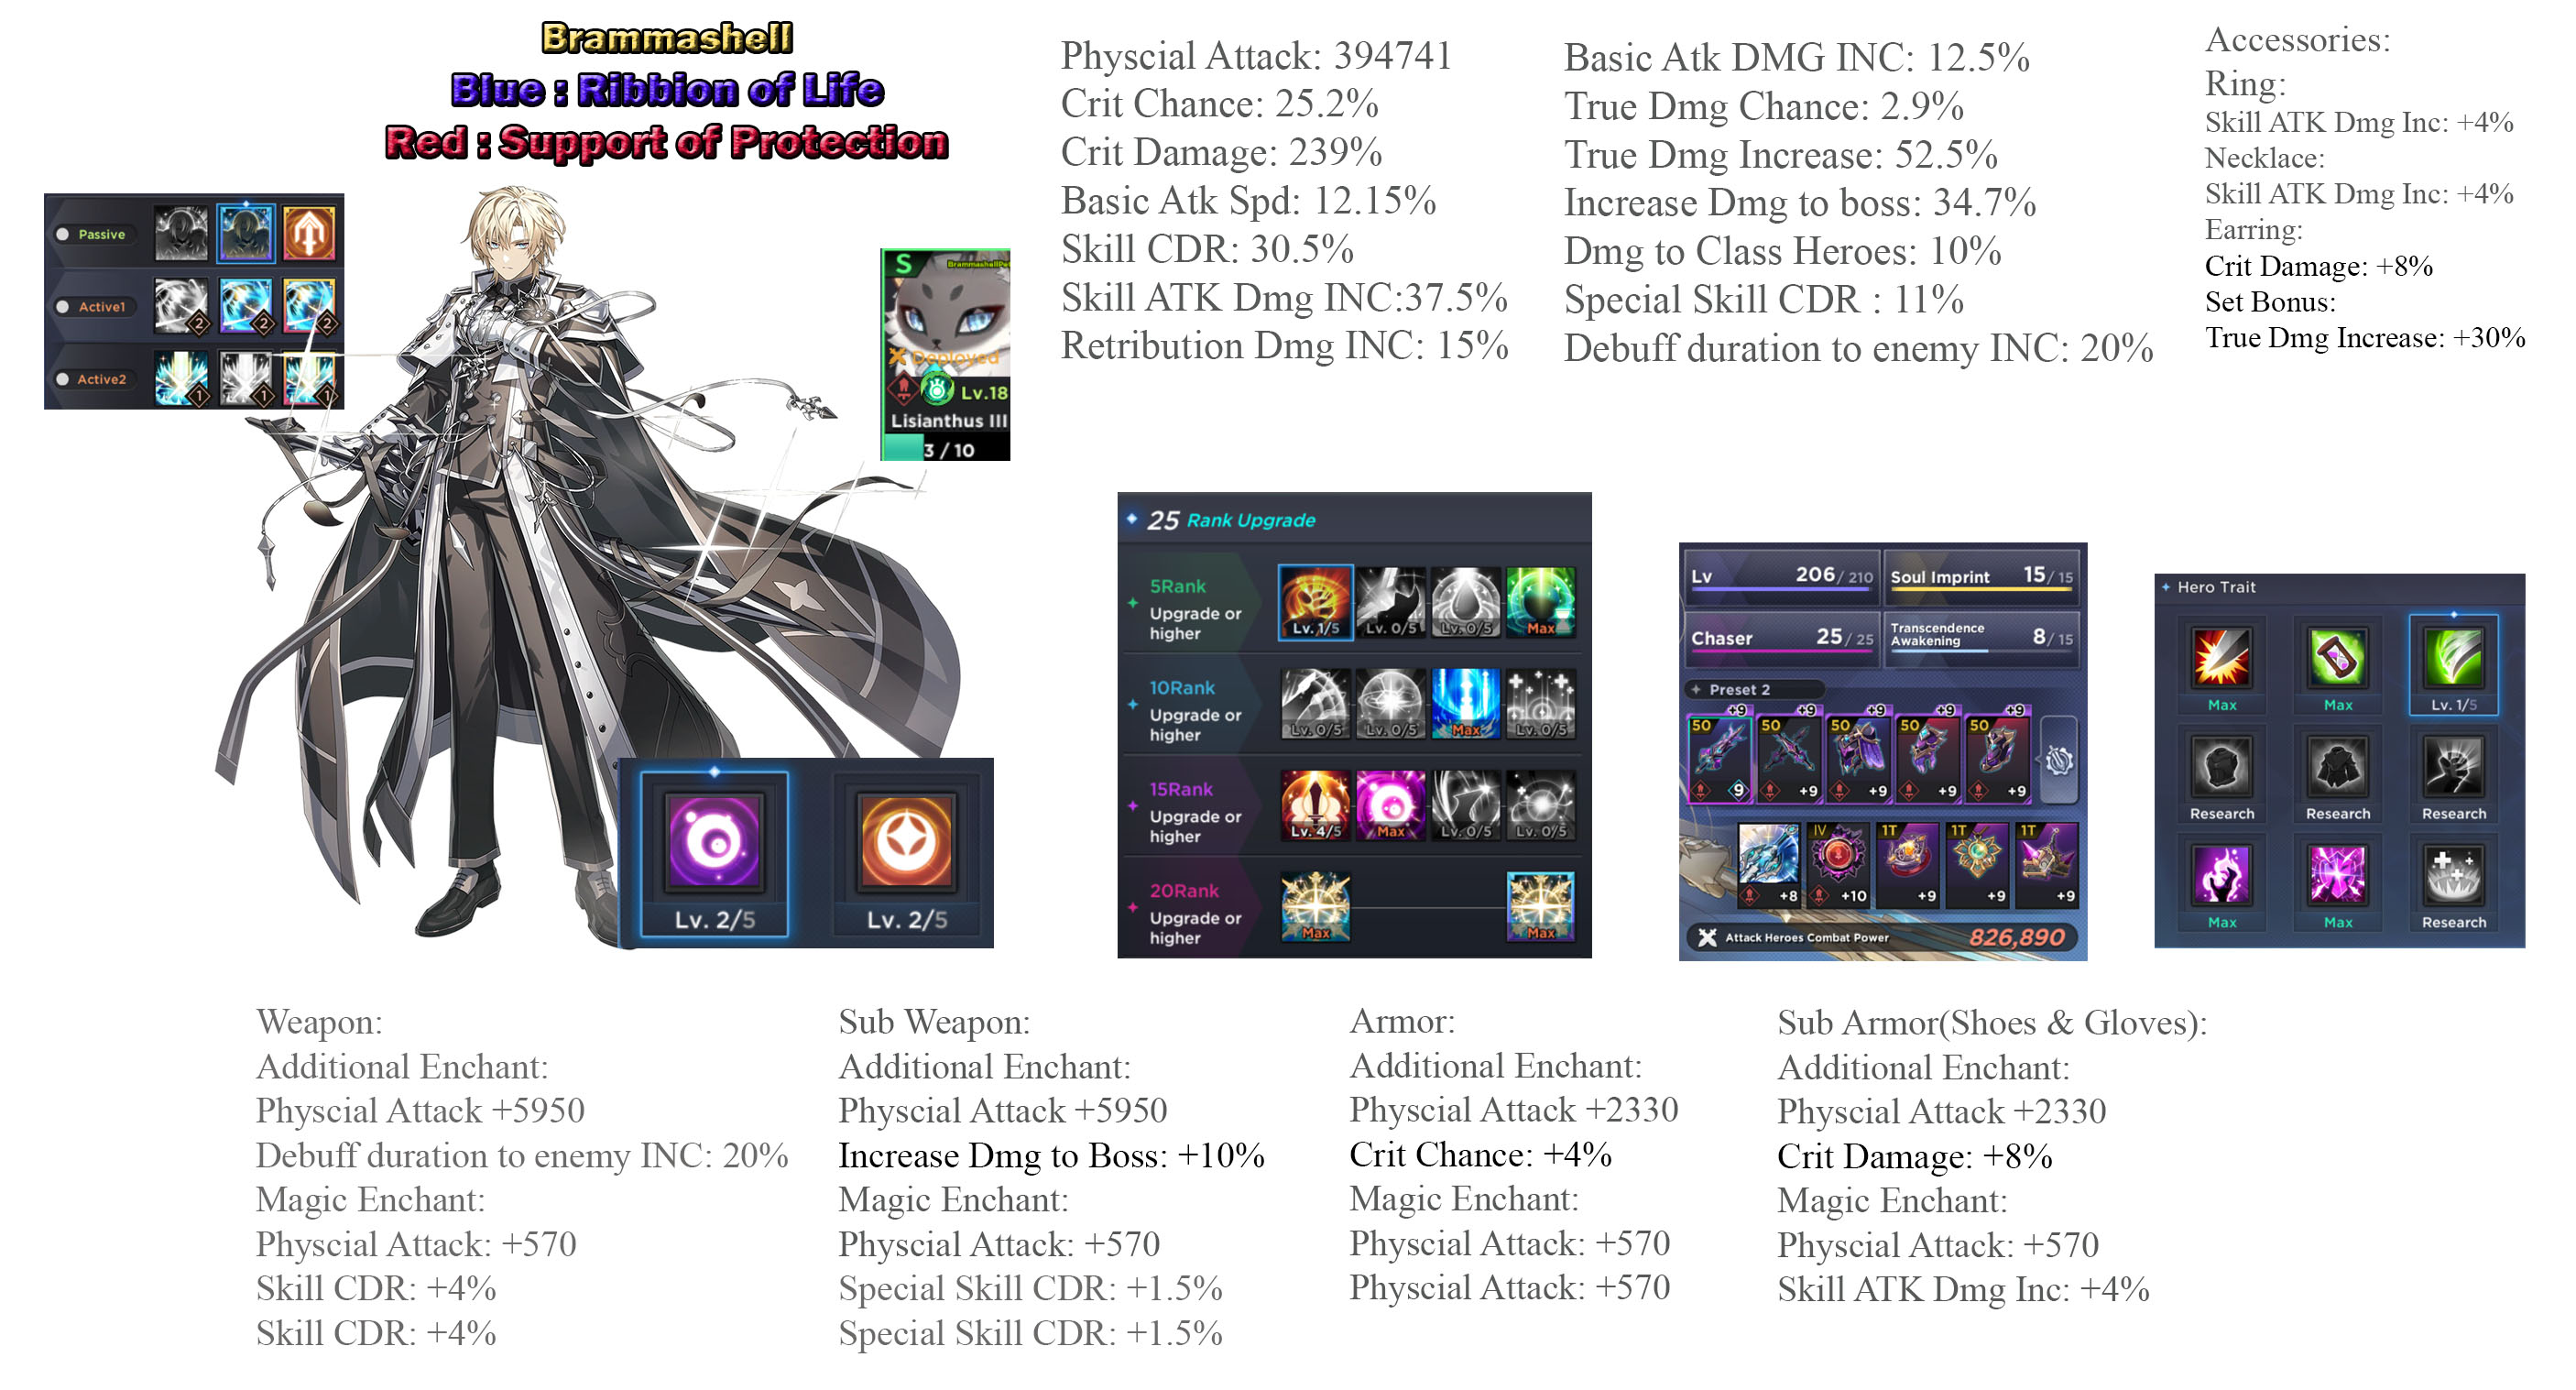 Brammashell
Blue : Ribbion of Life
Red : Support of Protection
Passive
Active1
2
2
2
Active2
1
1
1
S
BrammashellPet
Deployed
Lv.18
Lisianthus III
3 / 10
Physcial Attack: 394741
Crit Chance: 25.2%
Crit Damage: 239%
Basic Atk Spd: 12.15%
Skill CDR: 30.5%
Skill ATK Dmg INC:37.5%
Retribution Dmg INC: 15%
Basic Atk DMG INC: 12.5%
True Dmg Chance: 2.9%
True Dmg Increase: 52.5%
Increase Dmg to boss: 34.7%
Dmg to Class Heroes: 10%
Special Skill CDR : 11%
Debuff duration to enemy INC: 20%
Accessories:
Ring:
Skill ATK Dmg Inc: +4%
Necklace:
Skill ATK Dmg Inc: +4%
Earring:
Crit Damage: +8%
Set Bonus:
True Dmg Increase: +30%
Lv. 2/5
Lv. 2/5
25 Rank Upgrade
5Rank
Upgrade or
higher
Lv. 1/5
Lv. 0/5
Lv. 0/5
Max
10Rank
Upgrade or
higher
Lv. 0/5
Lv. 0/5
Max
Lv. 0/5
15Rank
Upgrade or
higher
Lv. 4/5
Max
Lv. 0/5
Lv. 0/5
20Rank
Upgrade or
higher
Max
Max
Lv 206/ 210
Soul Imprint 15/ 15
Chaser 25/ 25
Transcendence
Awakening 8/ 15
Preset 2
+9 +9 +9 +9 +9
50 50 50 50 50
9 +9 +9 +9 +9
IV 1T 1T 1T
+8 +10 +9 +9 +9
Attack Heroes Combat Power 826,890
Hero Trait
Max
Max
Lv. 1/5
Research
Research
Research
Max
Max
Research
Weapon:
Additional Enchant:
Physcial Attack +5950
Debuff duration to enemy INC: 20%
Magic Enchant:
Physcial Attack: +570
Skill CDR: +4%
Skill CDR: +4%
Sub Weapon:
Additional Enchant:
Physcial Attack +5950
Increase Dmg to Boss: +10%
Magic Enchant:
Physcial Attack: +570
Special Skill CDR: +1.5%
Special Skill CDR: +1.5%
Armor:
Additional Enchant:
Physcial Attack +2330
Crit Chance: +4%
Magic Enchant:
Physcial Attack: +570
Physcial Attack: +570
Sub Armor(Shoes & Gloves):
Additional Enchant:
Physcial Attack +2330
Crit Damage: +8%
Magic Enchant:
Physcial Attack: +570
Skill ATK Dmg Inc: +4%